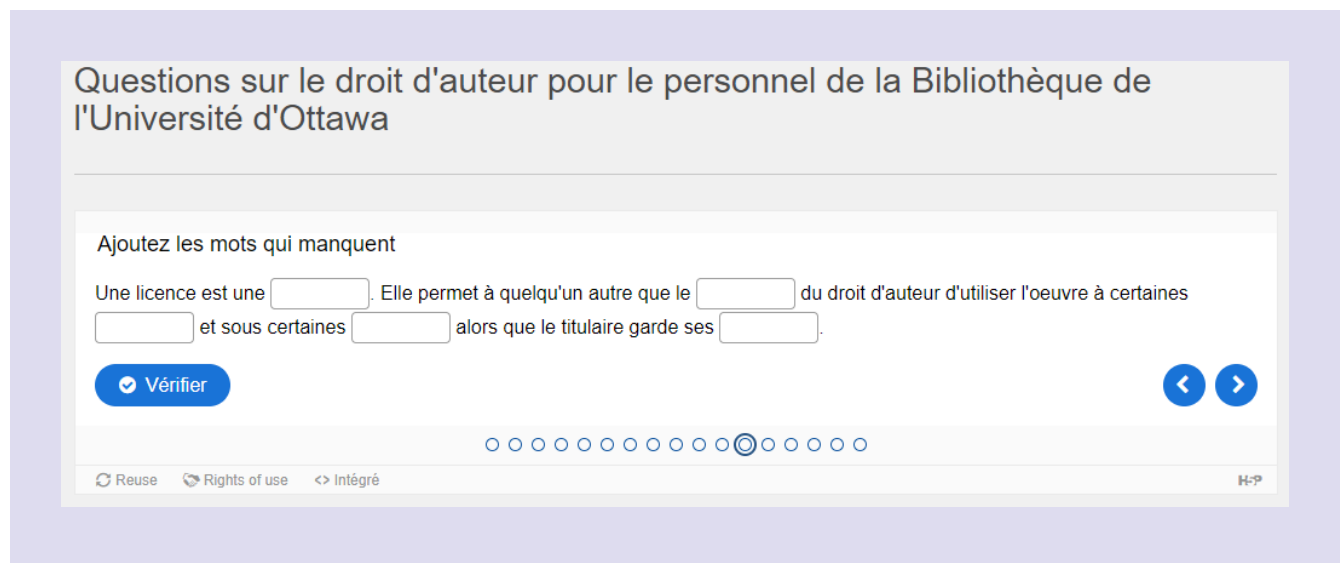 Questions sur le droit d'auteur pour le personnel de la Bibliothèque de
l'Université d'Ottawa
Ajoutez les mots qui manquent
Une licence est une . Elle permet à quelqu'un autre que le du droit d'auteur d'utiliser l'oeuvre à certaines
et sous certaines alors que le titulaire garde ses .
Vérifier
Reuse Rights of use <> Intégré H-P